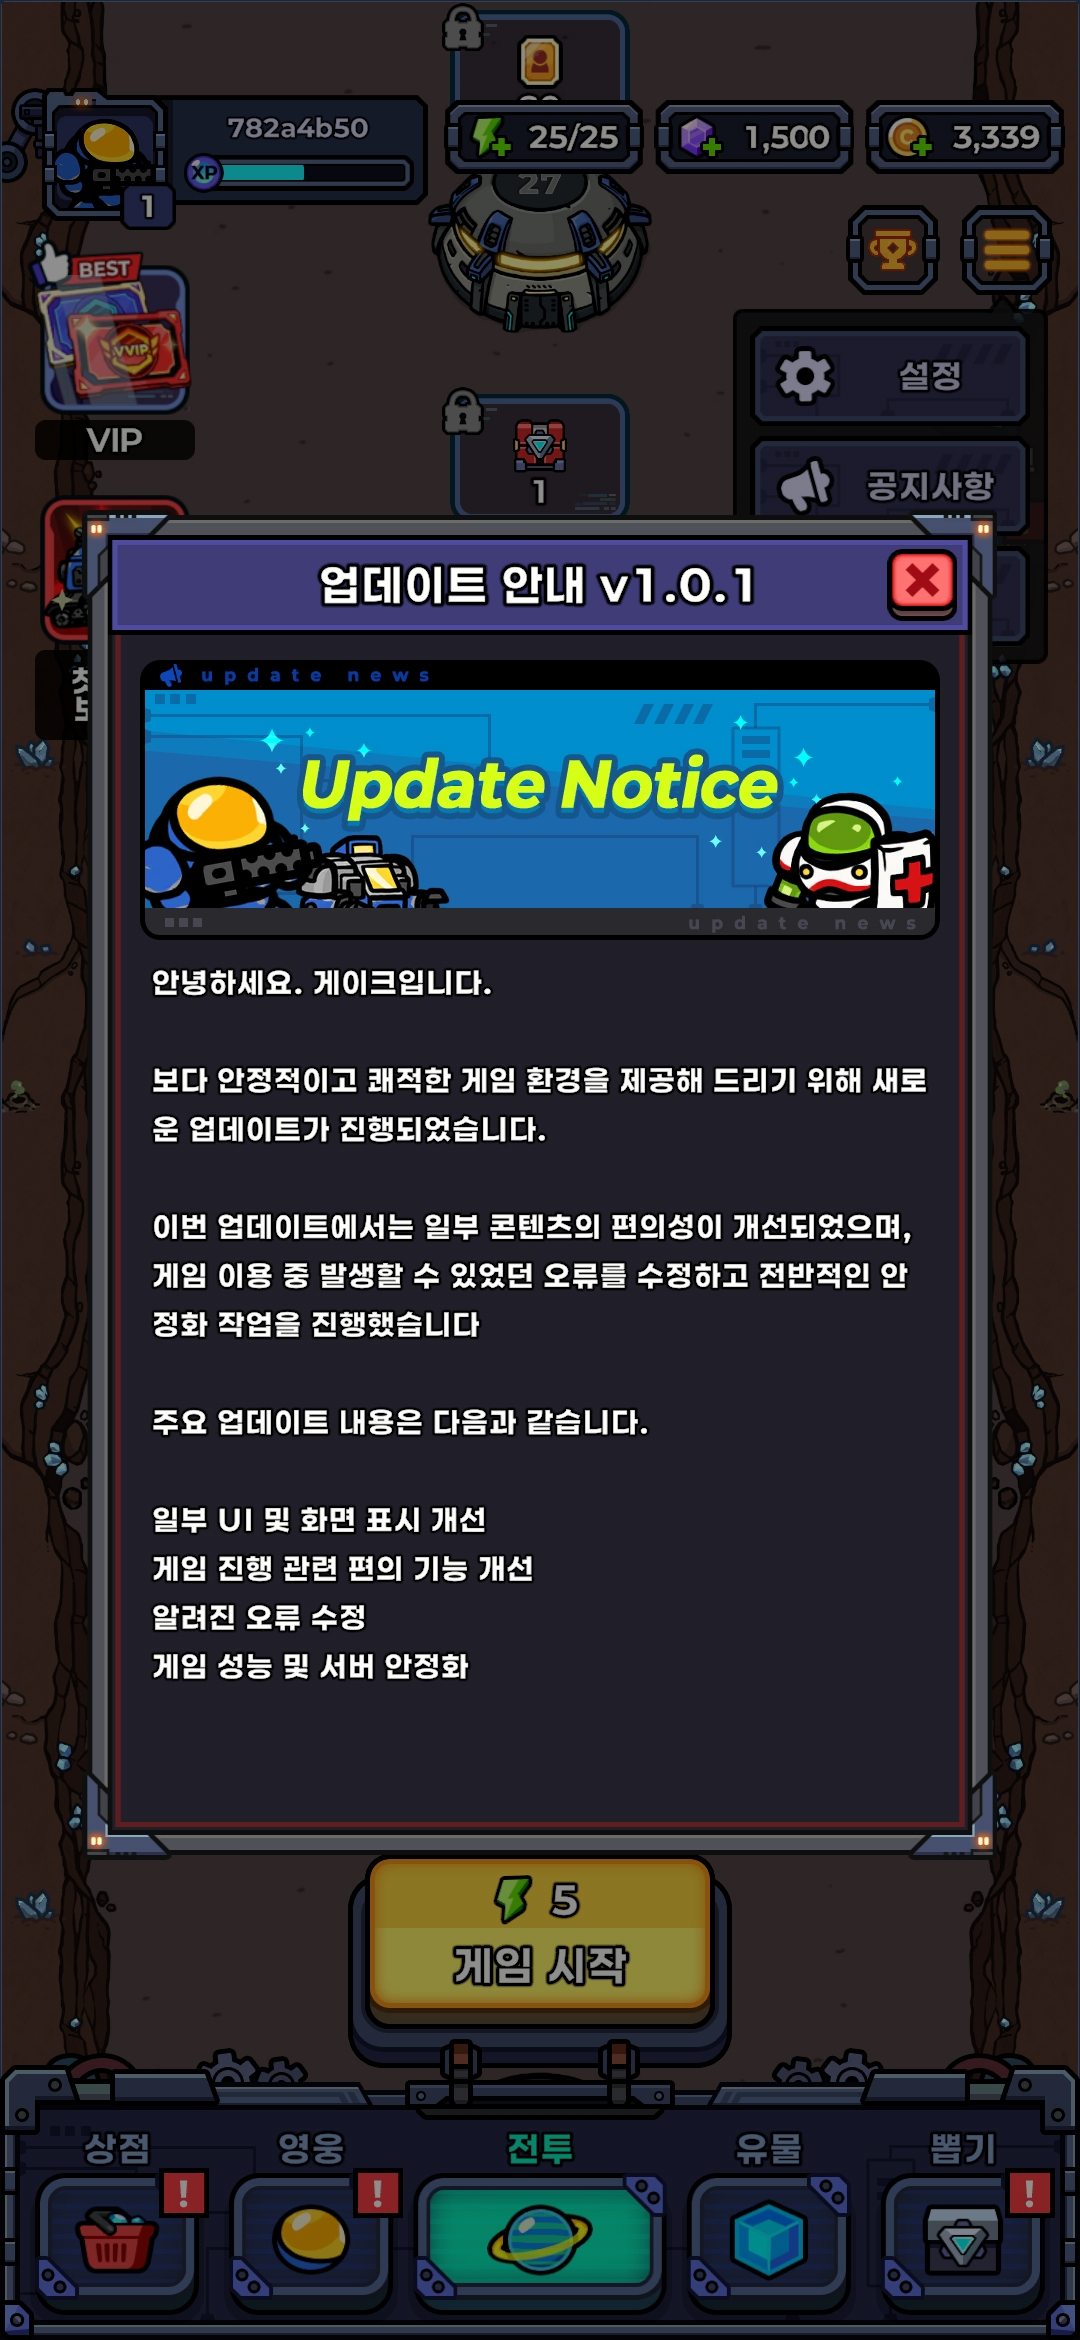 782a4b50
25/25
1,500
3,339
XP
1
27
BEST
VVIP
VIP
설정
1
공지사항
업데이트 안내 v1.0.1
update news
Update Notice
update news
안녕하세요. 게이크입니다.
보다 안정적이고 쾌적한 게임 환경을 제공해 드리기 위해 새로
운 업데이트가 진행되었습니다.
이번 업데이트에서는 일부 콘텐츠의 편의성이 개선되었으며,
게임 이용 중 발생할 수 있었던 오류를 수정하고 전반적인 안
정화 작업을 진행했습니다
주요 업데이트 내용은 다음과 같습니다.
일부 UI 및 화면 표시 개선
게임 진행 관련 편의 기능 개선
알려진 오류 수정
게임 성능 및 서버 안정화
5
게임 시작
상점
영웅
전투
유물
뽑기
!
!
!